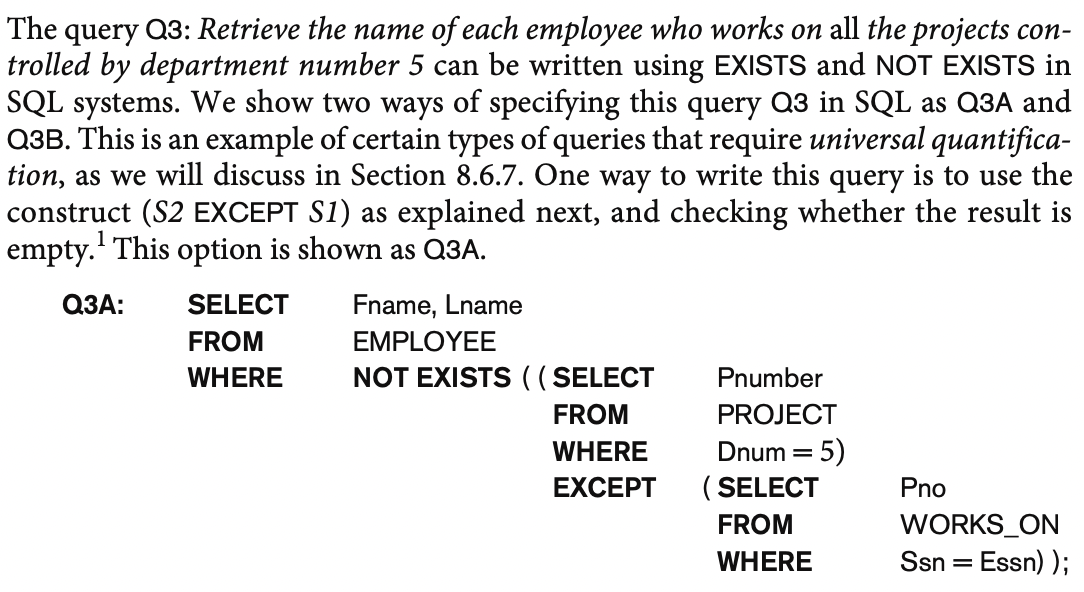 The query Q3: Retrieve the name of each employee who works on all the projects con-
trolled by department number 5 can be written using EXISTS and NOT EXISTS in
SQL systems. We show two ways of specifying this query Q3 in SQL as Q3A and
Q3B. This is an example of certain types of queries that require universal quantifica-
tion, as we will discuss in Section 8.6.7. One way to write this query is to use the
construct (S2 EXCEPT S1) as explained next, and checking whether the result is
empty.1 This option is shown as Q3A.
Q3A: SELECT Fname, Lname
FROM EMPLOYEE
WHERE NOT EXISTS ( ( SELECT Pnumber
FROM PROJECT
WHERE Dnum = 5)
EXCEPT ( SELECT Pno
FROM WORKS_ON
WHERE Ssn = Essn) );